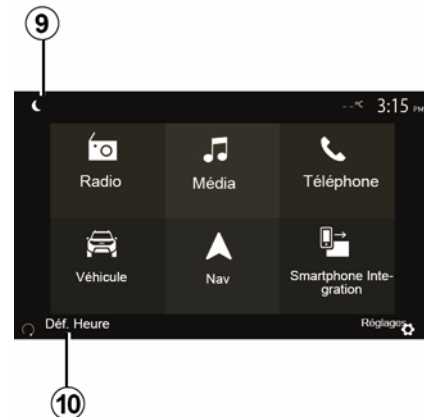 9
--°C 3:15 PM
Radio Média Téléphone
Véhicule Nav Smartphone Inte-
gration
Déf. Heure Réglages
10